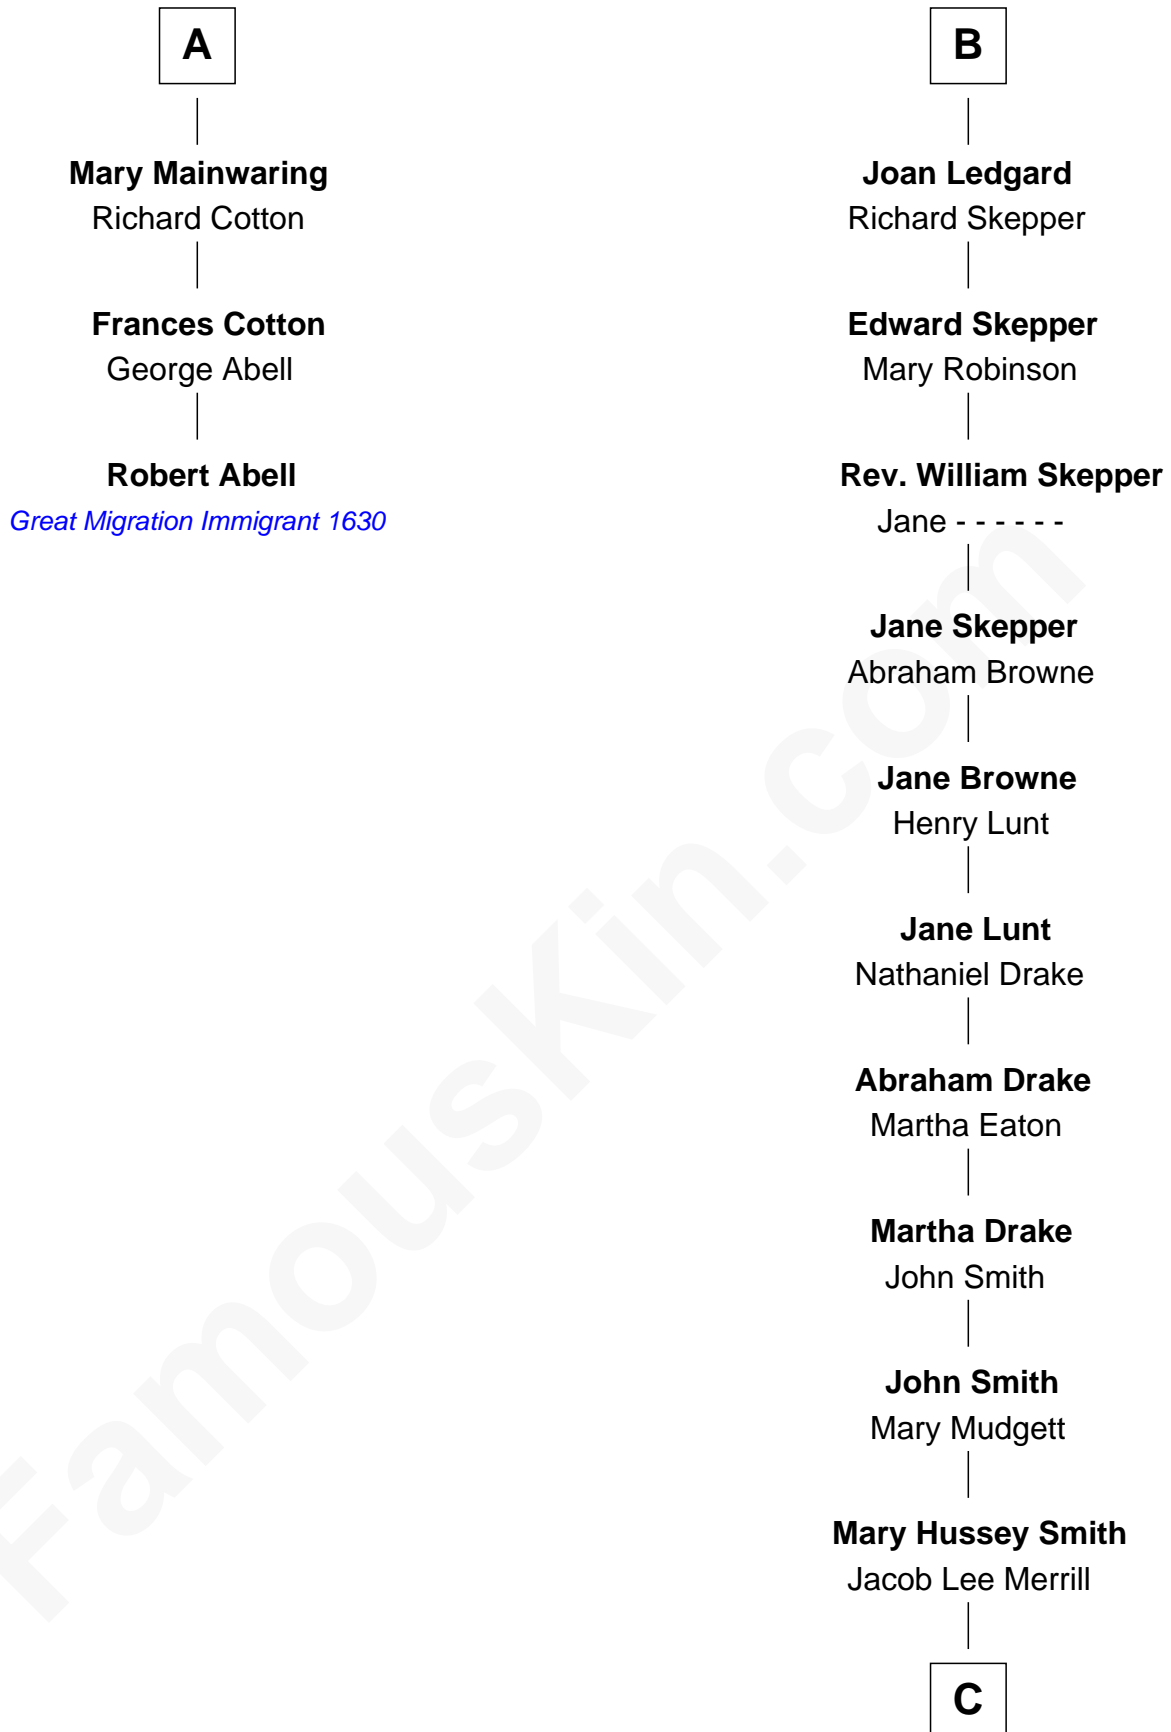 A
Mary Mainwaring
Richard Cotton
Frances Cotton
George Abell
Robert Abell
Great Migration Immigrant 1630
B
Joan Ledgard
Richard Skepper
Edward Skepper
Mary Robinson
Rev. William Skepper
Jane - - - - - -
Jane Skepper
Abraham Browne
Jane Browne
Henry Lunt
Jane Lunt
Nathaniel Drake
Abraham Drake
Martha Eaton
Martha Drake
John Smith
John Smith
Mary Mudgett
Mary Hussey Smith
Jacob Lee Merrill
C
FamousKin.com